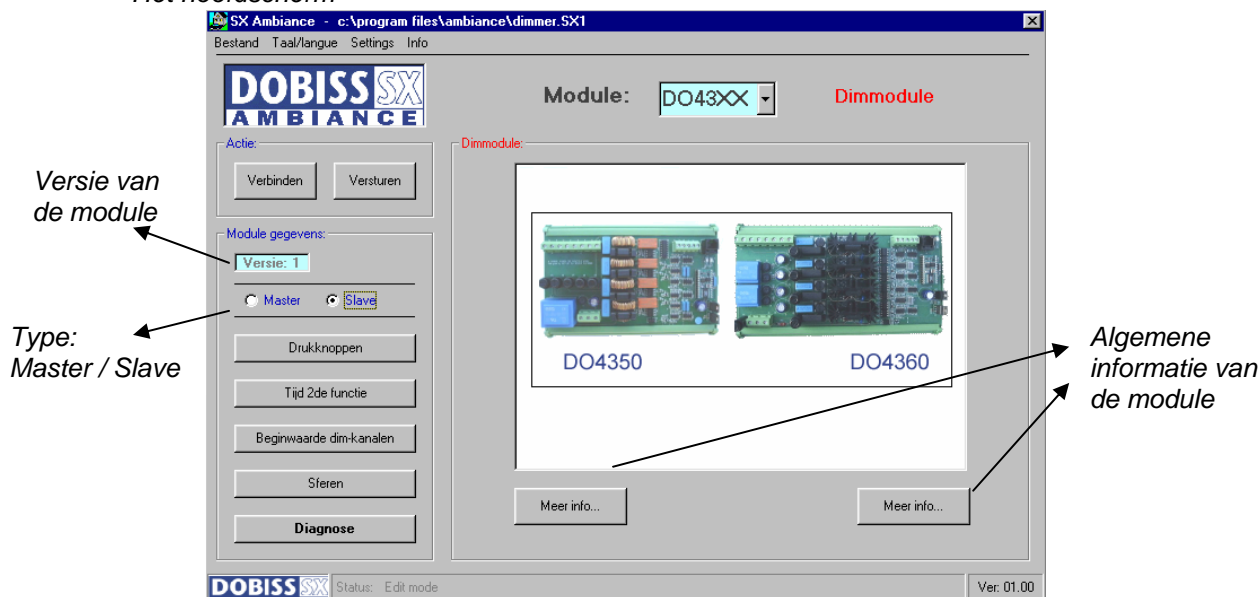 Het hoofdscherm
SX Ambiance - c:\program files\ambiance\dimmer.SX1
Bestand Taal/langue Settings Info
DOBISS SX
AMBIANCE
Module: DO43XX Dimmodule
Actie:
Verbinden Versturen
Versie van
de module
Module gegevens:
Versie: 1
Master Slave
Type:
Master / Slave
Drukknoppen
Tijd 2de functie
Beginwaarde dim-kanalen
Sferen
Diagnose
Dimmodule:
DO4350 DO4360
Meer info... Meer info...
Algemene
informatie van
de module
DOBISS SX Status: Edit mode Ver: 01.00